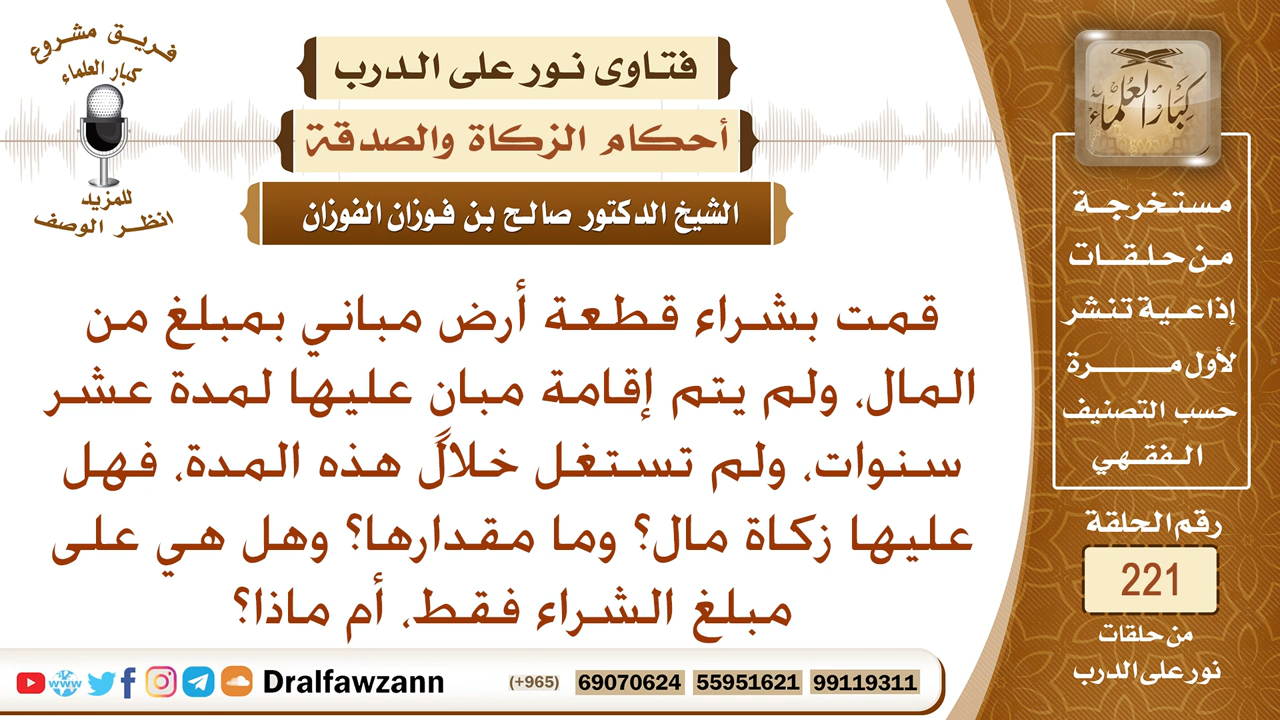 فريق مشروع
كبار العلماء
للمزيد
انظر الوصف
فتاوى نور على الدرب
أحكام الزكاة والصدقة
الشيخ الدكتور صالح بن فوزان الفوزان
قمت بشراء قطعة أرض مباني بمبلغ من
المال، ولم يتم إقامة مبان عليها لمدة عشر
سنوات، ولم تستغل خلالً هذه المدة، فهل
عليها زكاة مال؟ وما مقدارها؟ وهل هي على
مبلغ الشراء فقط، أم ماذا؟
كبار العلماء
مستخرجة
من حلقات
إذاعية تنشر
لأول مرة
حسب التصنيف
الفقهي
رقم الحلقة
221
من حلقات
نور على الدرب
www
Dralfawzann
(+965) 69070624 55951621 99119311